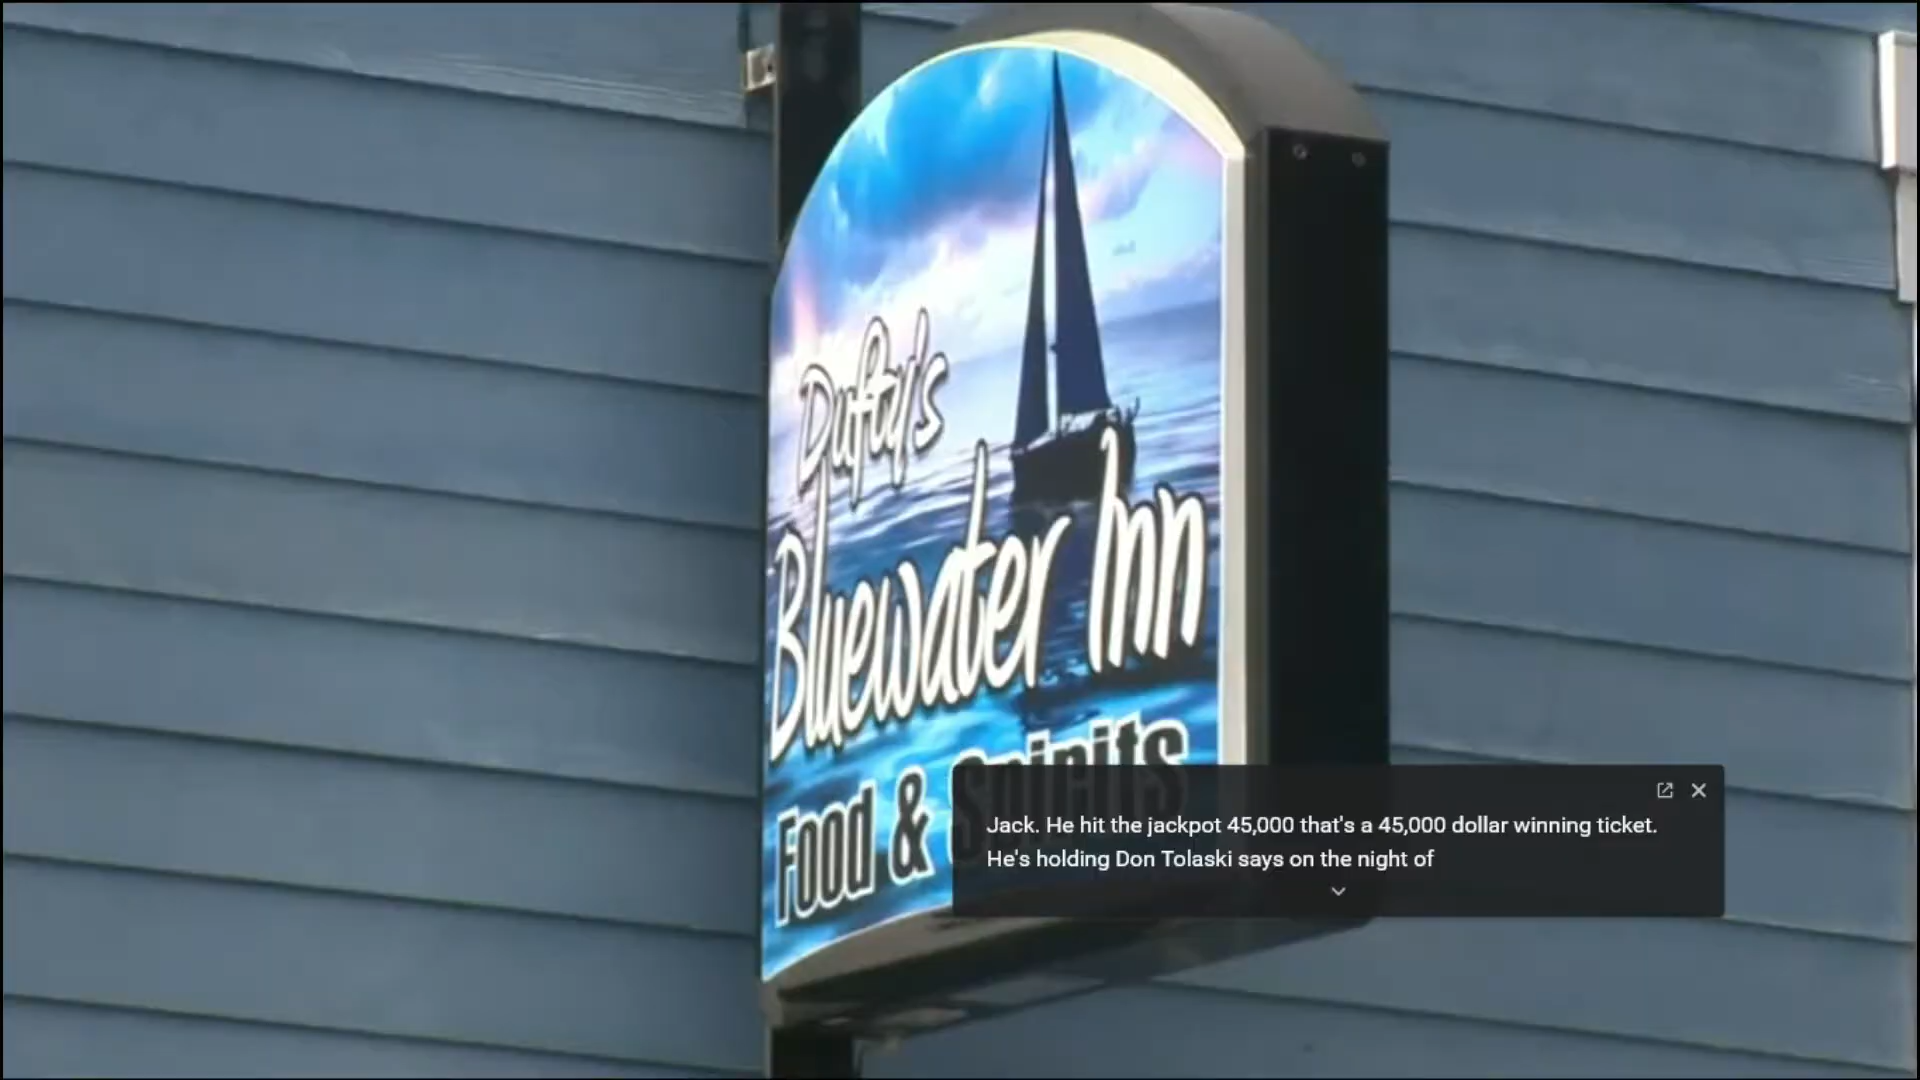 Dufty's
Bluewater Inn
Food & Spirits
Jack. He hit the jackpot 45,000 that's a 45,000 dollar winning ticket.
He's holding Don Tolaski says on the night of